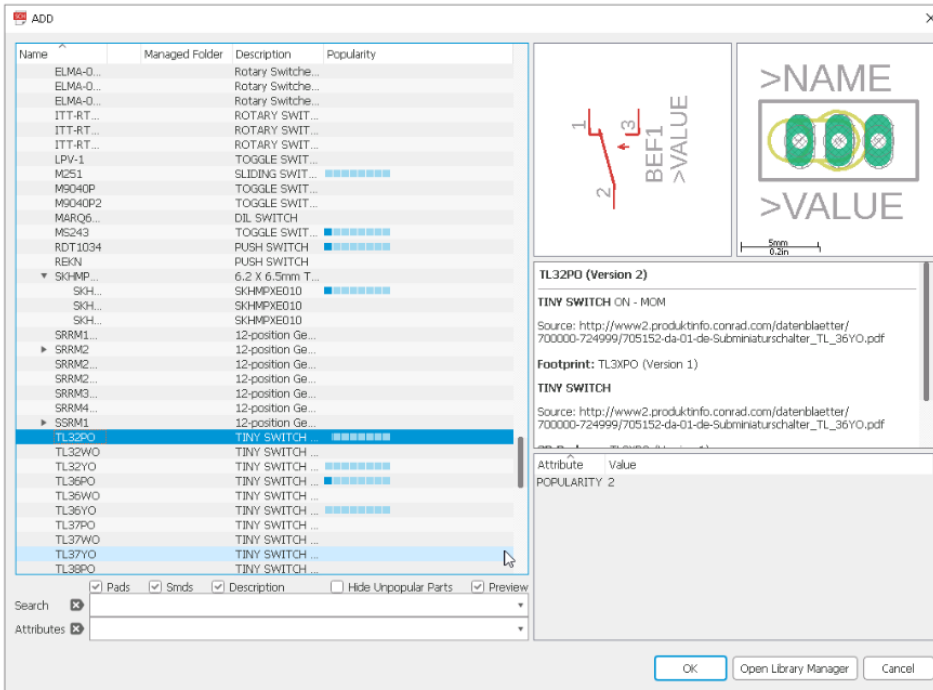 ADD
Name Managed Folder Description Popularity
ELMA-0... Rotary Switche...
ELMA-0... Rotary Switche...
ELMA-0... Rotary Switche...
ITT-RT... ROTARY SWIT...
ITT-RT... ROTARY SWIT...
ITT-RT... ROTARY SWIT...
LPV-1 TOGGLE SWIT...
M251 SLIDING SWIT...
M9040P TOGGLE SWIT...
M9040P2 TOGGLE SWIT...
MARQ6... DIL SWITCH
MS243 TOGGLE SWIT...
RDT1034 PUSH SWITCH
REKN PUSH SWITCH
SKHMP... 6.2 X 6.5mm T...
SKH... SKHMPXE010
SKH... SKHMPXE010
SKH... SKHMPXE010
SRRM1... 12-position Ge...
SRRM2 12-position Ge...
SRRM2... 12-position Ge...
SRRM2... 12-position Ge...
SRRM3... 12-position Ge...
SRRM4... 12-position Ge...
SSRM1 12-position Ge...
TL32PO TINY SWITCH ...
TL32WO TINY SWITCH ...
TL32YO TINY SWITCH ...
TL36PO TINY SWITCH ...
TL36WO TINY SWITCH ...
TL36YO TINY SWITCH ...
TL37PO TINY SWITCH ...
TL37WO TINY SWITCH ...
TL37YO TINY SWITCH ...
TL38PO TINY SWITCH ...
Pads Smds Description Hide Unpopular Parts Preview
Search
Attributes
1
3
2
BEF1
>VALUE
>NAME
>VALUE
5mm
0.2in
TL32PO (Version 2)
TINY SWITCH ON - MOM
Source: http://www2.produktinfo.conrad.com/datenblaetter/
700000-724999/705152-da-01-de-Subminiaturschalter_TL_36YO.pdf
Footprint: TL3XPO (Version 1)
TINY SWITCH
Source: http://www2.produktinfo.conrad.com/datenblaetter/
700000-724999/705152-da-01-de-Subminiaturschalter_TL_36YO.pdf
Attribute Value
POPULARITY 2
OK Open Library Manager Cancel